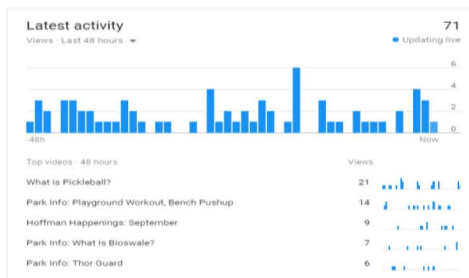 Latest activity 71
Views · Last 48 hours Updating live
6
4
2
0
-48h Now
Top videos · 48 hours Views
What is Pickleball? 21
Park Info: Playground Workout, Bench Pushup 14
Hoffman Happenings: September 9
Park Info: What is Bioswale? 7
Park Info: Thor Guard 6